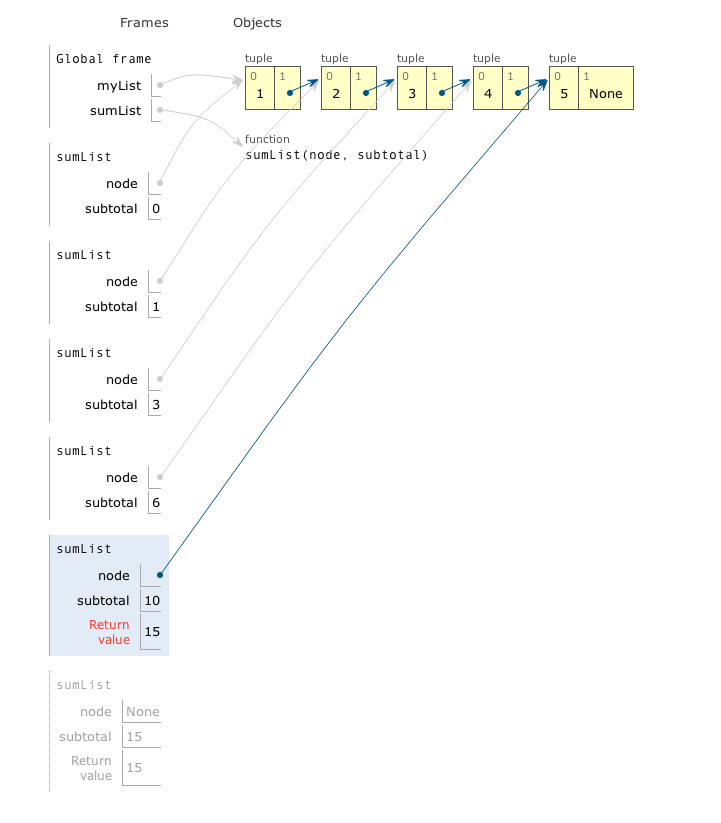 Frames Objects
Global frame
myList
sumList
tuple tuple tuple tuple tuple
0 1 0 1 0 1 0 1 0 1
1 2 3 4 5 None
function
sumList(node, subtotal)
sumList
node
subtotal 0
sumList
node
subtotal 1
sumList
node
subtotal 3
sumList
node
subtotal 6
sumList
node
subtotal 10
Return
value 15
sumList
node None
subtotal 15
Return
value 15